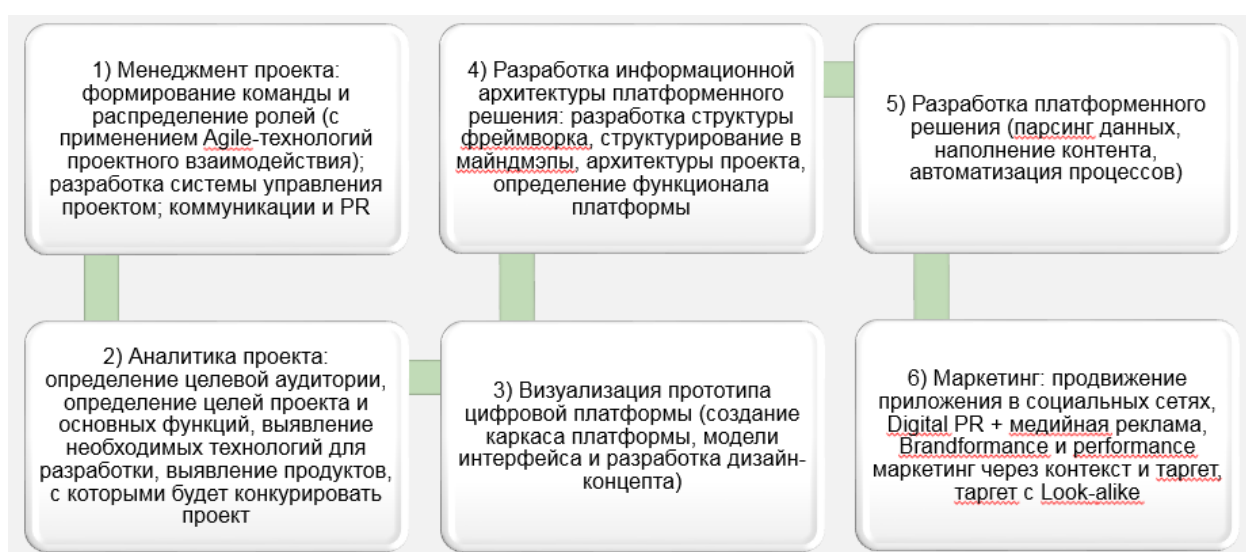 1) Менеджмент проекта:
формирование команды и
распределение ролей (с
применением Agile-технологий
проектного взаимодействия);
разработка системы управления
проектом; коммуникации и PR
2) Аналитика проекта:
определение целевой аудитории,
определение целей проекта и
основных функций, выявление
необходимых технологий для
разработки, выявление продуктов,
с которыми будет конкурировать
проект
3) Визуализация прототипа
цифровой платформы (создание
каркаса платформы, модели
интерфейса и разработка дизайн-
концепта)
4) Разработка информационной
архитектуры платформенного
решения: разработка структуры
фреймворка, структурирование в
майндмэпы, архитектуры проекта,
определение функционала
платформы
5) Разработка платформенного
решения (парсинг данных,
наполнение контента,
автоматизация процессов)
6) Маркетинг: продвижение
приложения в социальных сетях,
Digital PR + медийная реклама,
Brandformance и performance
маркетинг через контекст и таргет,
таргет с Look-alike